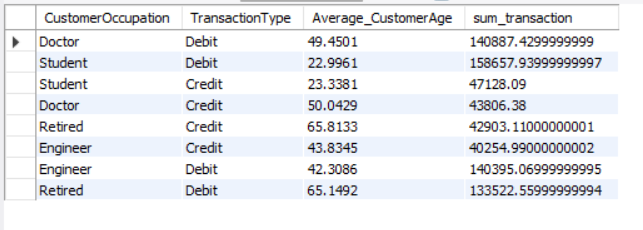 CustomerOccupation TransactionType Average_CustomerAge sum_transaction
Doctor Debit 49.4501 140887.4299999999
Student Debit 22.9961 158657.93999999997
Student Credit 23.3381 47128.09
Doctor Credit 50.0429 43806.38
Retired Credit 65.8133 42903.11000000001
Engineer Credit 43.8345 40254.99000000002
Engineer Debit 42.3086 140395.06999999995
Retired Debit 65.1492 133522.55999999994